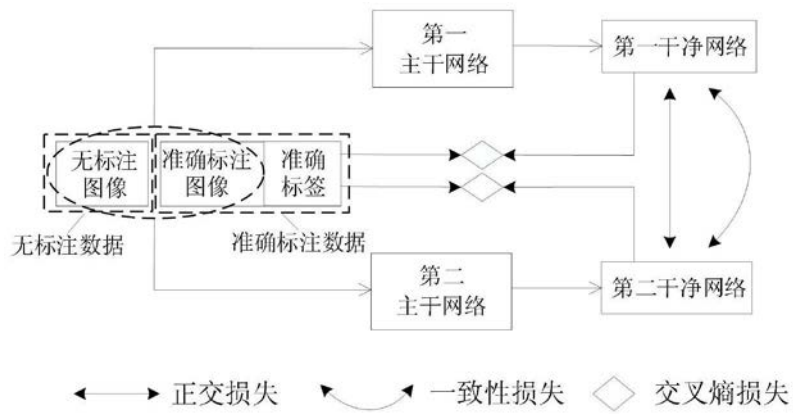 第一
主干网络
第一干净网络
无标注
图像
准确标注
图像
准确
标签
无标注数据
准确标注数据
第二
主干网络
第二干净网络
正交损失
一致性损失
交叉熵损失